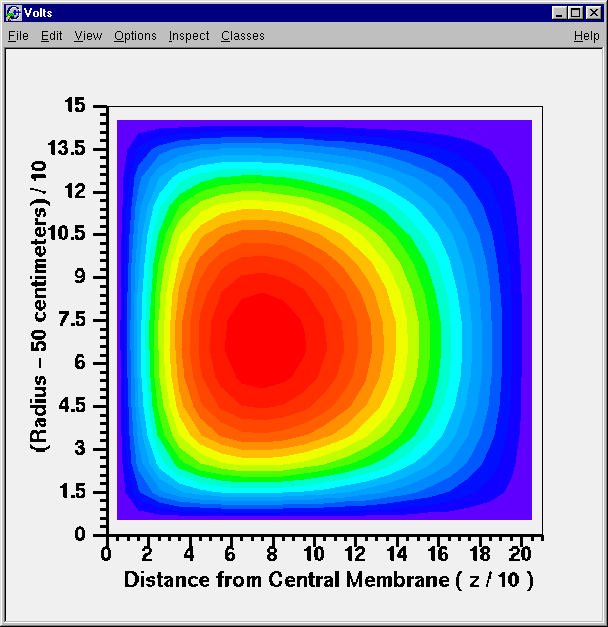 Volts
File Edit View Options Inspect Classes Help
15
13.5
12
10.5
9
7.5
6
4.5
3
1.5
0
(Radius - 50 centimeters) / 10
0 2 4 6 8 10 12 14 16 18 20
Distance from Central Membrane ( z / 10 )